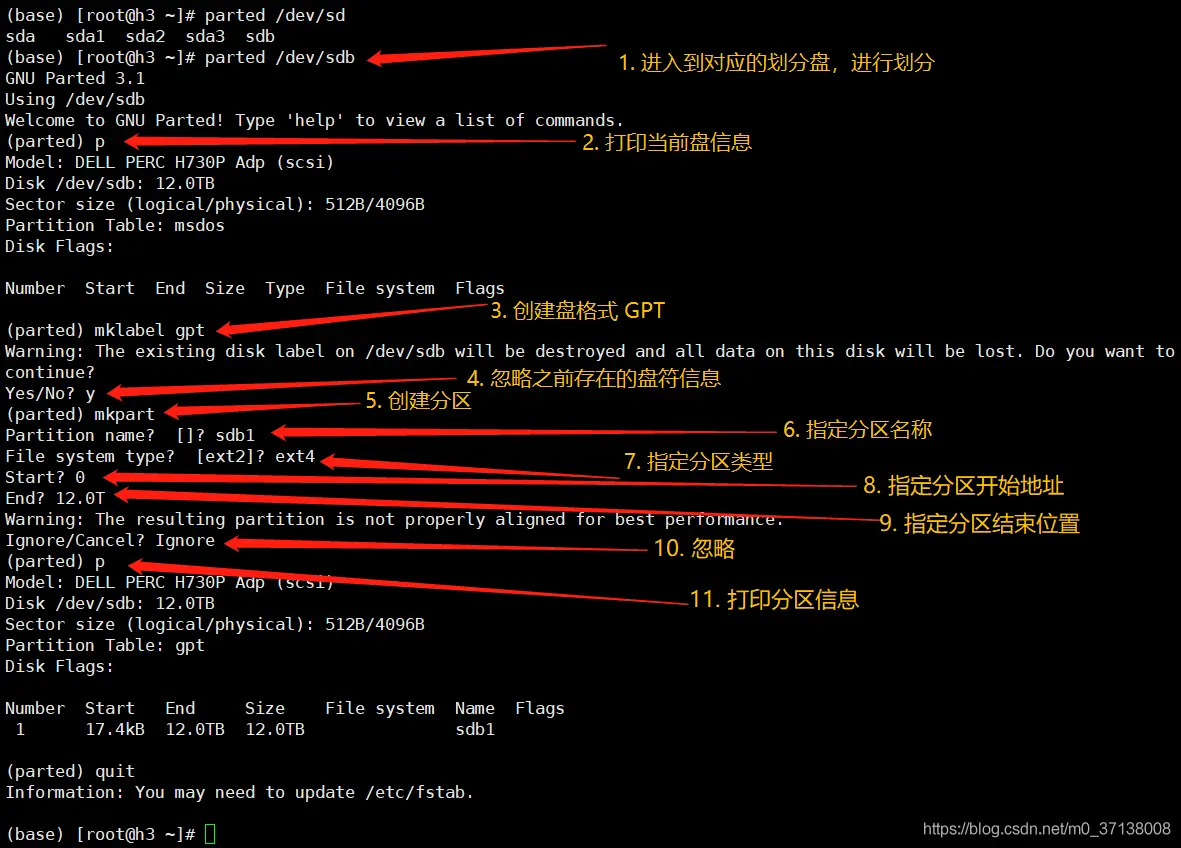 (base) [root@h3 ~]# parted /dev/sd
sda   sda1  sda2  sda3  sdb
(base) [root@h3 ~]# parted /dev/sdb
1. 进入到对应的划分盘，进行划分
GNU Parted 3.1
Using /dev/sdb
Welcome to GNU Parted! Type 'help' to view a list of commands.
(parted) p
2. 打印当前盘信息
Model: DELL PERC H730P Adp (scsi)
Disk /dev/sdb: 12.0TB
Sector size (logical/physical): 512B/4096B
Partition Table: msdos
Disk Flags:
Number  Start  End  Size  Type  File system  Flags
3. 创建盘格式 GPT
(parted) mklabel gpt
Warning: The existing disk label on /dev/sdb will be destroyed and all data on this disk will be lost. Do you want to
continue?
4. 忽略之前存在的盘符信息
Yes/No? y
5. 创建分区
(parted) mkpart
Partition name?  []? sdb1
6. 指定分区名称
File system type?  [ext2]? ext4
7. 指定分区类型
Start? 0
8. 指定分区开始地址
End? 12.0T
Warning: The resulting partition is not properly aligned for best performance.
9. 指定分区结束位置
Ignore/Cancel? Ignore
10. 忽略
(parted) p
Model: DELL PERC H730P Adp (scsi)
11. 打印分区信息
Disk /dev/sdb: 12.0TB
Sector size (logical/physical): 512B/4096B
Partition Table: gpt
Disk Flags:
Number  Start   End     Size    File system  Name  Flags
1      17.4kB  12.0TB  12.0TB               sdb1
(parted) quit
Information: You may need to update /etc/fstab.
(base) [root@h3 ~]#
https://blog.csdn.net/m0_37138008